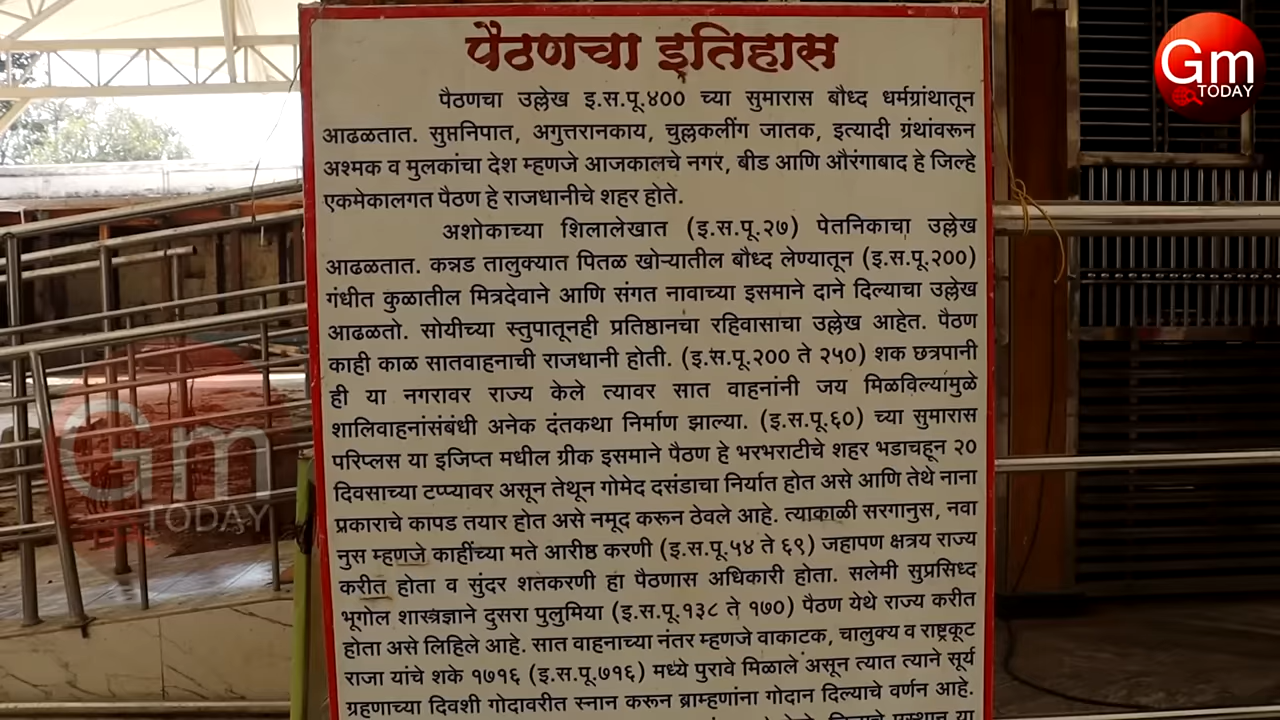 Gm
TODAY
पैठणचा इतिहास
पैठणचा उल्लेख इ.स.पू.४०० च्या सुमारास बौध्द धर्मग्रंथातून
आढळतात. सुप्तनिपात, अगुत्तरानकाय, चुल्लकलींग जातक, इत्यादी ग्रंथांवरून
अश्मक व मुलकांचा देश म्हणजे आजकालचे नगर, बीड आणि औरंगाबाद हे जिल्हे
एकमेकालगत पैठण हे राजधानीचे शहर होते.
अशोकाच्या शिलालेखात (इ.स.पू.२७) पेतनिकाचा उल्लेख
आढळतात. कन्नड तालुक्यात पितळ खोऱ्यातील बौध्द लेण्यातून (इ.स.पू.२००)
गंधीत कुळातील मित्रदेवाने आणि संगत नावाच्या इसमाने दाने दिल्याचा उल्लेख
आढळतो. सोयीच्या स्तुपातूनही प्रतिष्ठानचा रहिवासाचा उल्लेख आहेत. पैठण
काही काळ सातवाहनाची राजधानी होती. (इ.स.पू.२०० ते २५०) शक छत्रपानी
ही या नगरावर राज्य केले त्यावर सात वाहनांनी जय मिळविल्यामुळे
शालिवाहनांसंबंधी अनेक दंतकथा निर्माण झाल्या. (इ.स.पू.६०) च्या सुमारास
परिप्लस या इजिप्त मधील ग्रीक इसमाने पैठण हे भरभराटीचे शहर भडाचहून २०
दिवसाच्या टप्प्यावर असून तेथून गोमेद दसंडाचा निर्यात होत असे आणि तेथे नाना
प्रकाराचे कापड तयार होत असे नमूद करून ठेवले आहे. त्याकाळी सरगानुस, नवा
नुस म्हणजे काहींच्या मते आरीष्ठ करणी (इ.स.पू.५४ ते ६९) जहापण क्षत्रय राज्य
करीत होता व सुंदर शतकरणी हा पैठणास अधिकारी होता. सलेमी सुप्रसिध्द
भूगोल शास्त्रज्ञाने दुसरा पुलुमिया (इ.स.पू.१३८ ते १७०) पैठण येथे राज्य करीत
होता असे लिहिले आहे. सात वाहनाच्या नंतर म्हणजे वाकाटक, चालुक्य व राष्ट्रकूट
राजा यांचे शके १७१६ (इ.स.पू.७१६) मध्ये पुरावे मिळाले असून त्यात त्याने सूर्य
ग्रहणाच्या दिवशी गोदावरीत स्नान करून ब्राम्हणांना गोदान दिल्याचे वर्णन आहे.
Gm
TODAY